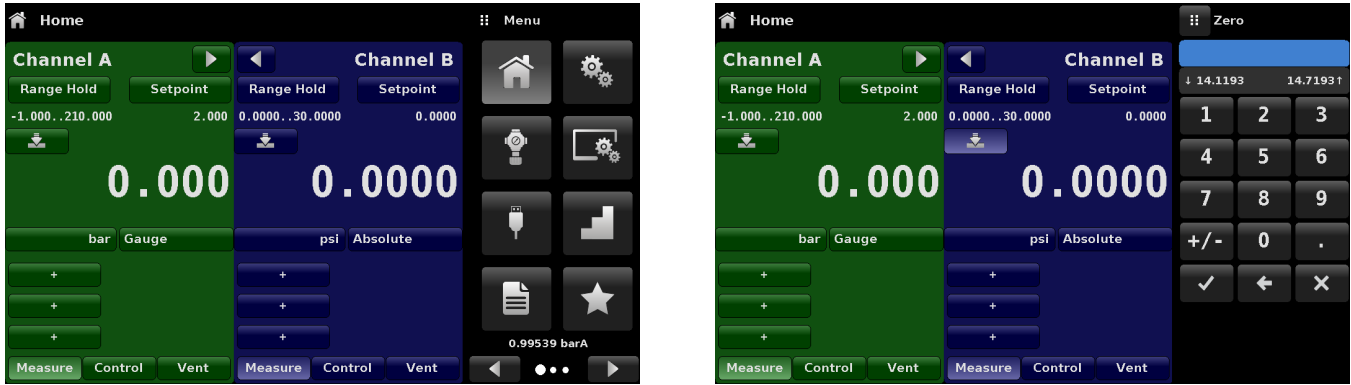 Home
Menu
Channel A
Channel B
Range Hold
Setpoint
Range Hold
Setpoint
-1.000..210.000
2.000
0.0000..30.0000
0.0000
0.000
0.0000
bar
Gauge
psi
Absolute
+
+
+
+
+
+
0.99539 barA
Measure
Control
Vent
Measure
Control
Vent
Home
Zero
Channel A
Channel B
↓ 14.1193
14.7193↑
Range Hold
Setpoint
Range Hold
Setpoint
-1.000..210.000
2.000
0.0000..30.0000
0.0000
0.000
0.0000
bar
Gauge
psi
Absolute
+
+
+
+
+
+
Measure
Control
Vent
Measure
Control
Vent
1 2 3
4 5 6
7 8 9
+/- 0 .